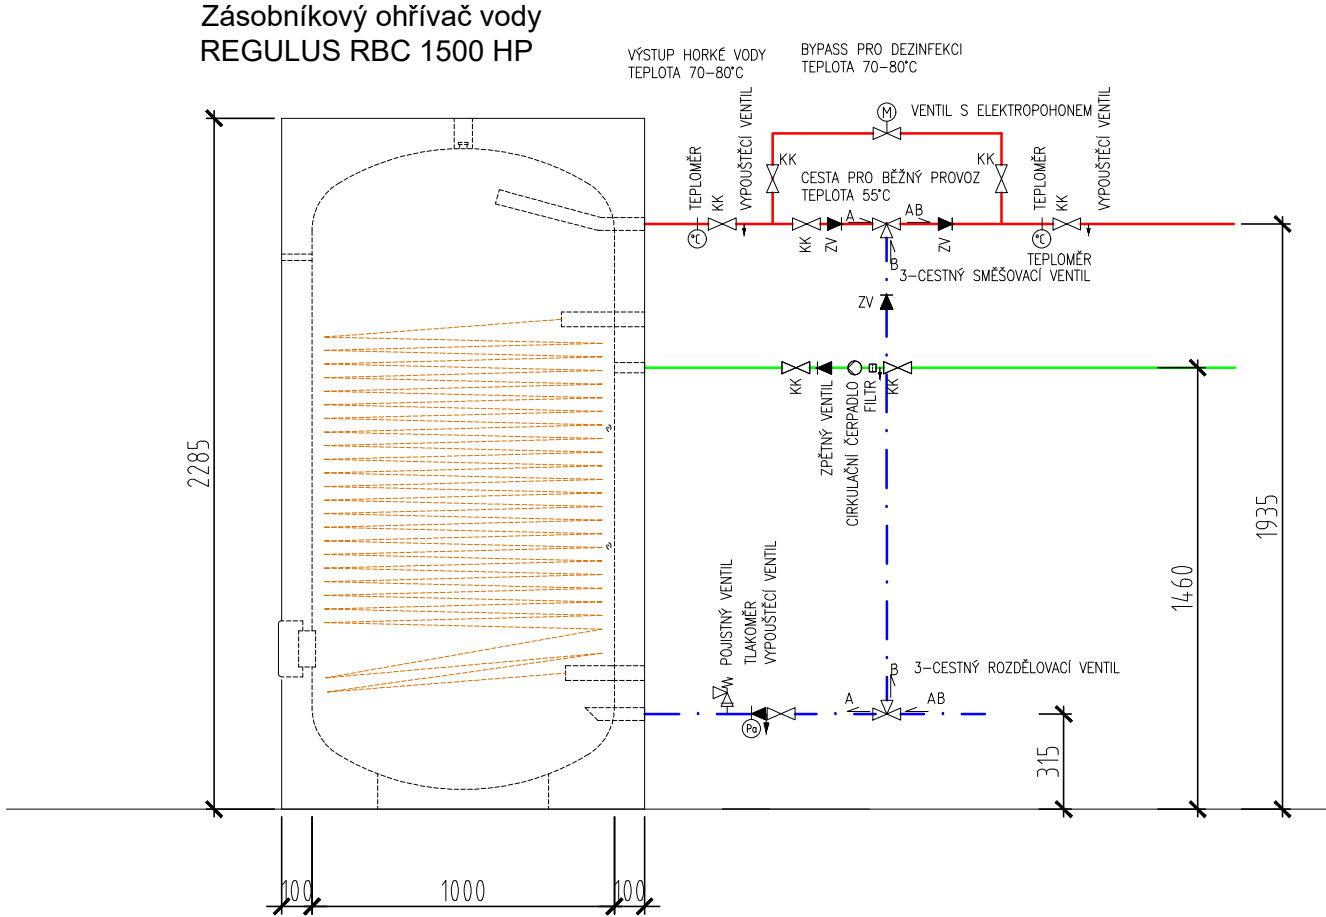 Zásobníkový ohřívač vody
REGULUS RBC 1500 HP
VÝSTUP HORKÉ VODY
TEPLOTA 70-80°C
BYPASS PRO DEZINFEKCI
TEPLOTA 70-80°C
M
VENTIL S ELEKTROPOHONEM
TEPLOMĚR
KK
VYPOUŠTĚCÍ VENTIL
KK
KK
TEPLOMĚR
KK
VYPOUŠTĚCÍ VENTIL
CESTA PRO BĚŽNÝ PROVOZ
TEPLOTA 55°C
A
AB
°C
KK
ZV
ZV
°C
B
TEPLOMĚR
3-CESTNÝ SMĚŠOVACÍ VENTIL
ZV
KK
ZPĚTNÝ VENTIL
CIRKULAČNÍ ČERPADLO
FILTR
KK
2285
1935
1460
315
POJISTNÝ VENTIL
TLAKOMĚR
VYPOUŠTĚCÍ VENTIL
B
3-CESTNÝ ROZDĚLOVACÍ VENTIL
A
AB
Pa
100
1000
100